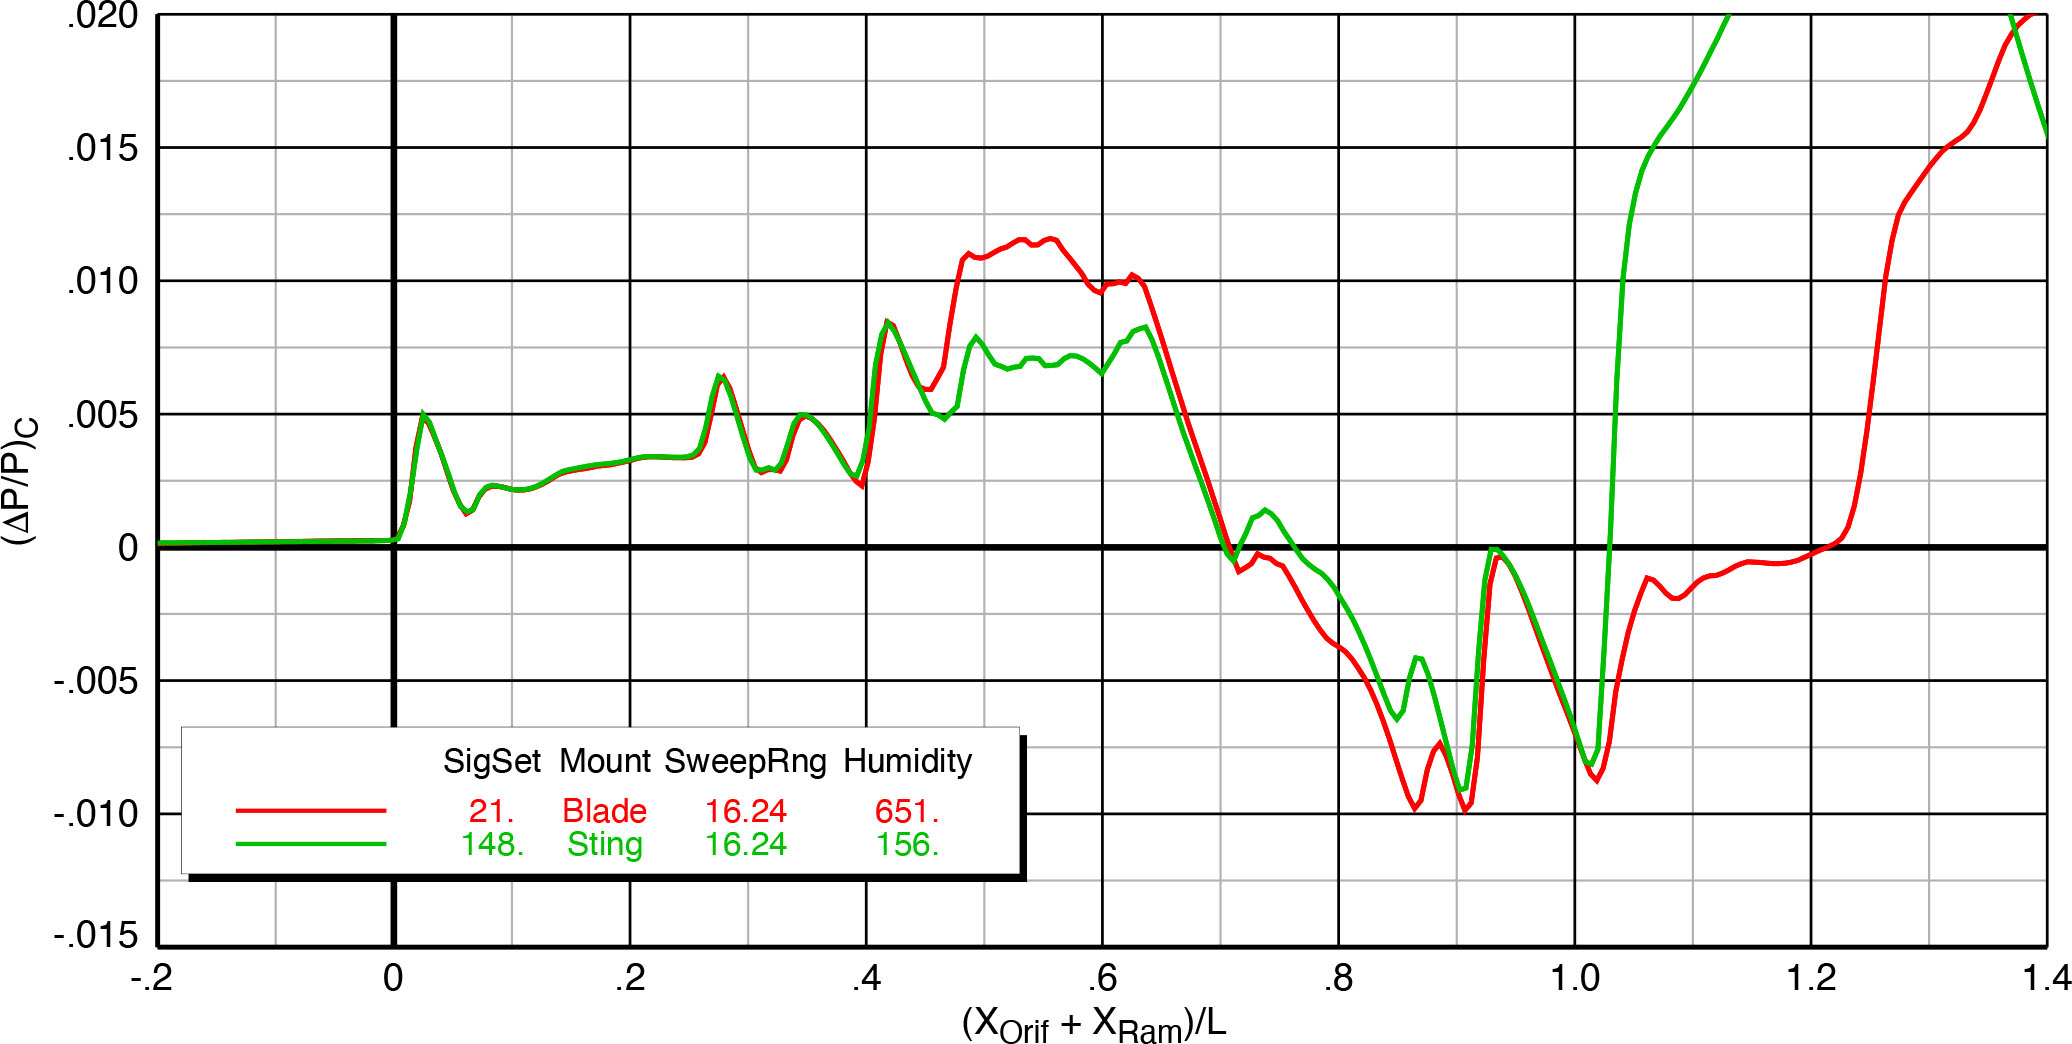 .020
.015
.010
.005
0
-.005
-.010
-.015
(ΔP/P)C
SigSet Mount SweepRng Humidity
21. Blade 16.24 651.
148. Sting 16.24 156.
-.2 0 .2 .4 .6 .8 1.0 1.2 1.4
(XOrif + XRam)/L